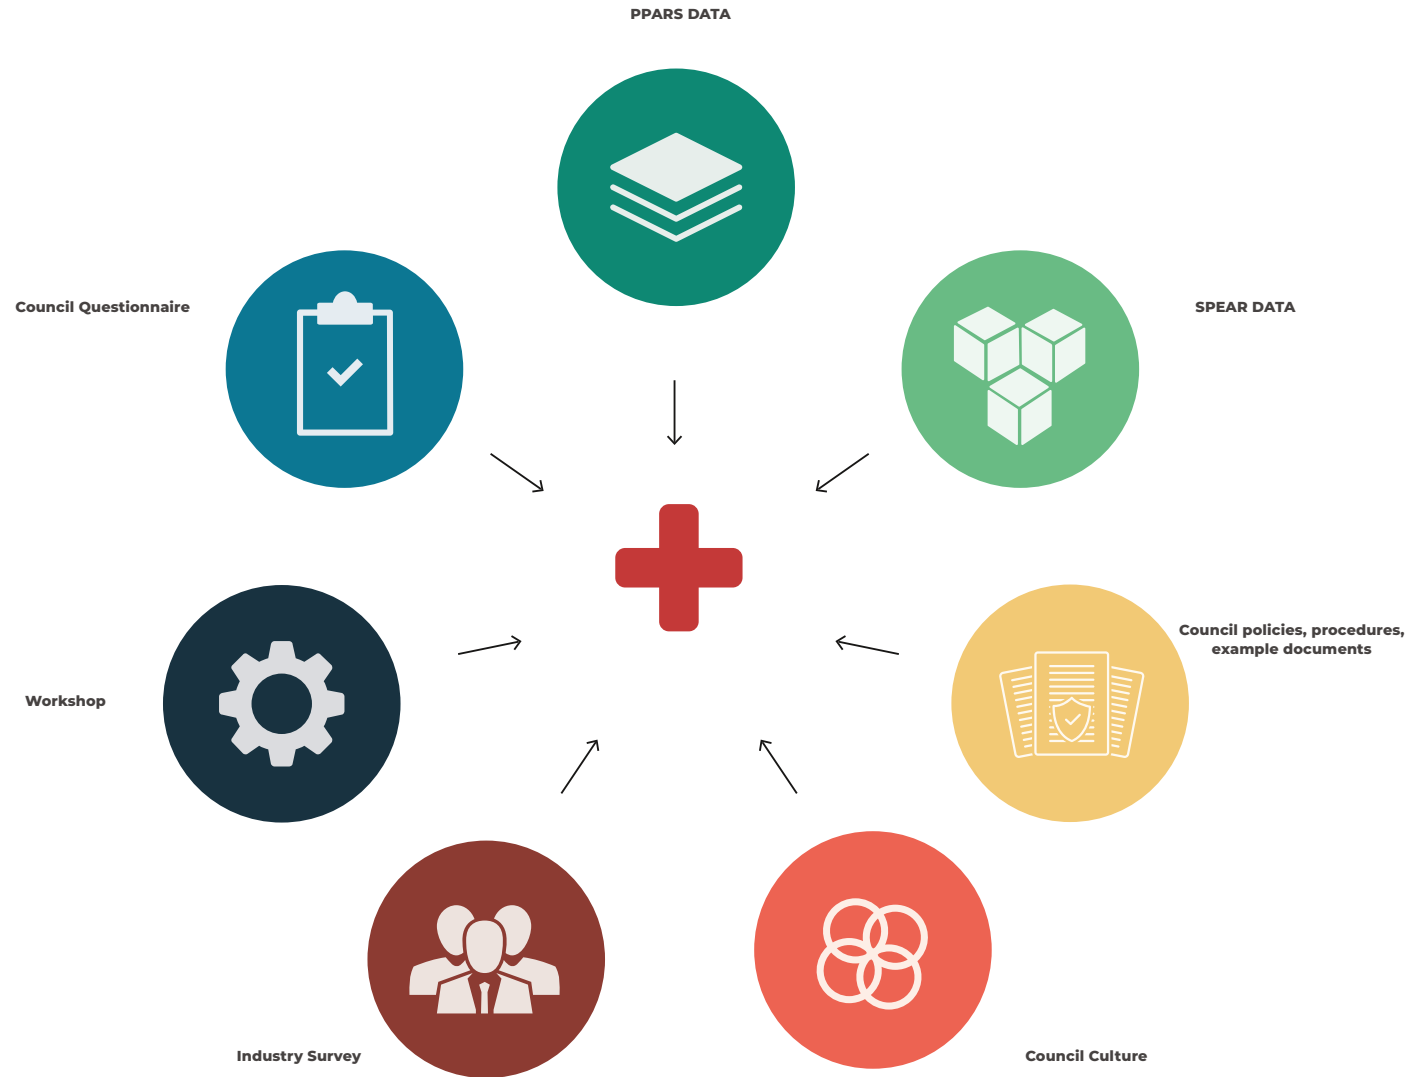 PPARS DATA
Council Questionnaire
SPEAR DATA
Council policies, procedures,
example documents
Workshop
Industry Survey
Council Culture